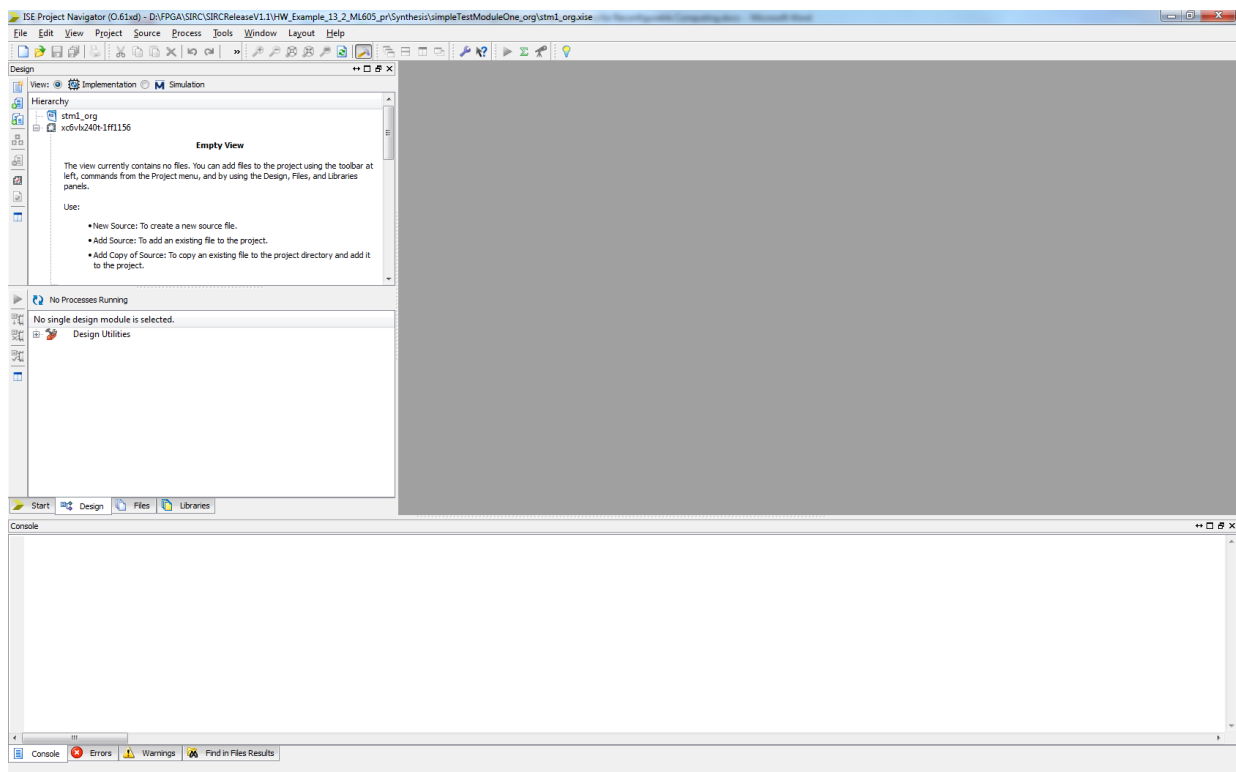 ISE Project Navigator (O.61xd) - D:\FPGA\SIRC\SIRCReleaseV1.1\HW_Example_13_2_ML605_pr\Synthesis\simpleTestModuleOne_org\stm1_org.xise
File Edit View Project Source Process Tools Window Layout Help
Design
View: Implementation Simulation
Hierarchy
stm1_org
xc6vlx240t-1ff1156
Empty View
The view currently contains no files. You can add files to the project using the toolbar at
left, commands from the Project menu, and by using the Design, Files, and Libraries
panels.
Use:
• New Source: To create a new source file.
• Add Source: To add an existing file to the project.
• Add Copy of Source: To copy an existing file to the project directory and add it
to the project.
No Processes Running
No single design module is selected.
Design Utilities
Start Design Files Libraries
Console
Console Errors Warnings Find in Files Results